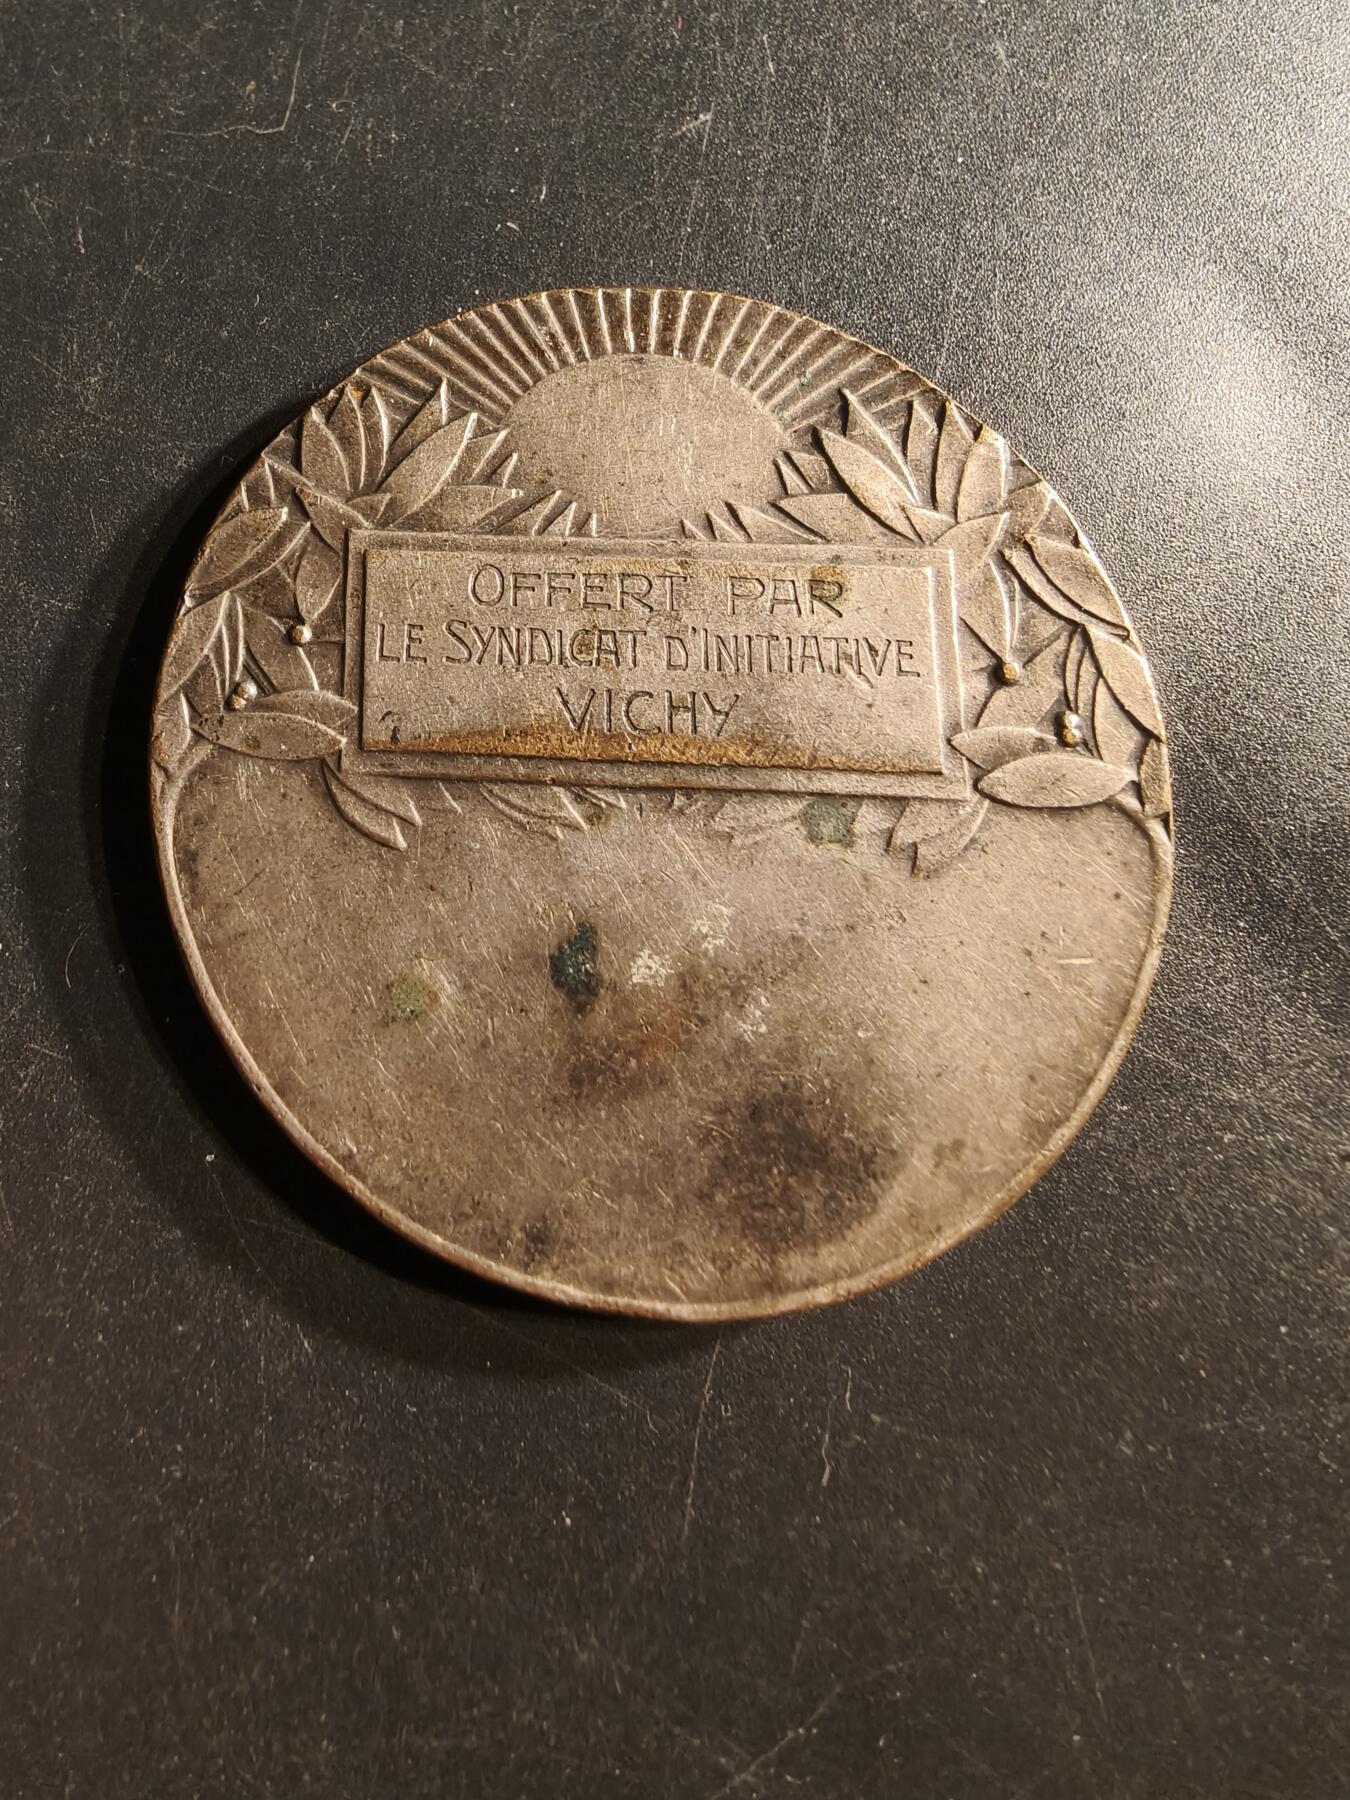 OFFERT PAR
LE SYNDICAT D'INITIATIVE
VICHY